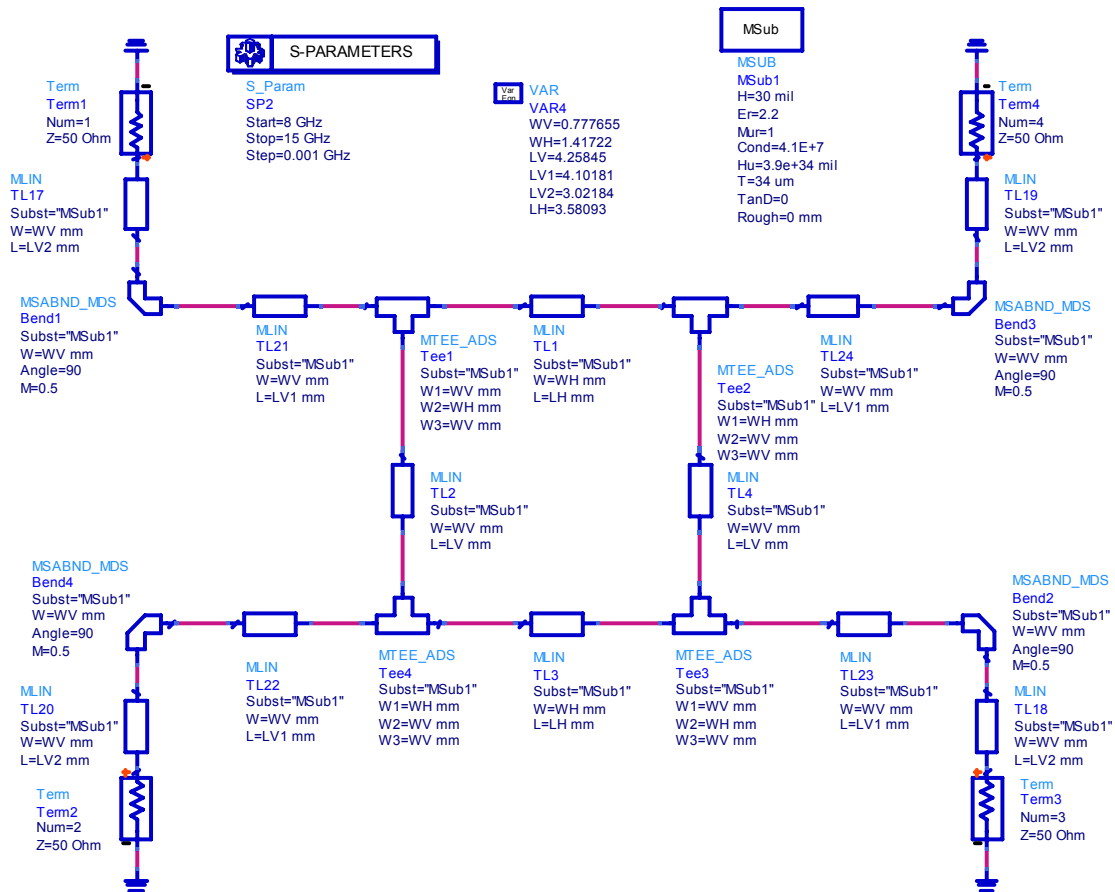 S-PARAMETERS
S_Param
SP2
Start=8 GHz
Stop=15 GHz
Step=0.001 GHz
Var
Eqn
VAR
VAR4
WV=0.777655
WH=1.41722
LV=4.25845
LV1=4.10181
LV2=3.02184
LH=3.58093
MSub
MSUB
MSub1
H=30 mil
Er=2.2
Mur=1
Cond=4.1E+7
Hu=3.9e+34 mil
T=34 um
TanD=0
Rough=0 mm
Term
Term1
Num=1
Z=50 Ohm
Term
Term4
Num=4
Z=50 Ohm
MLIN
TL17
Subst="MSub1"
W=WV mm
L=LV2 mm
MLIN
TL19
Subst="MSub1"
W=WV mm
L=LV2 mm
MSABND_MDS
Bend1
Subst="MSub1"
W=WV mm
Angle=90
M=0.5
MLIN
TL21
Subst="MSub1"
W=WV mm
L=LV1 mm
MTEE_ADS
Tee1
Subst="MSub1"
W1=WV mm
W2=WH mm
W3=WV mm
MLIN
TL1
Subst="MSub1"
W=WH mm
L=LH mm
MTEE_ADS
Tee2
Subst="MSub1"
W1=WH mm
W2=WV mm
W3=WV mm
MLIN
TL24
Subst="MSub1"
W=WV mm
L=LV1 mm
MSABND_MDS
Bend3
Subst="MSub1"
W=WV mm
Angle=90
M=0.5
MLIN
TL2
Subst="MSub1"
W=WV mm
L=LV mm
MLIN
TL4
Subst="MSub1"
W=WV mm
L=LV mm
MSABND_MDS
Bend4
Subst="MSub1"
W=WV mm
Angle=90
M=0.5
MLIN
TL22
Subst="MSub1"
W=WV mm
L=LV1 mm
MTEE_ADS
Tee4
Subst="MSub1"
W1=WH mm
W2=WV mm
W3=WV mm
MLIN
TL3
Subst="MSub1"
W=WH mm
L=LH mm
MTEE_ADS
Tee3
Subst="MSub1"
W1=WV mm
W2=WH mm
W3=WV mm
MLIN
TL23
Subst="MSub1"
W=WV mm
L=LV1 mm
MSABND_MDS
Bend2
Subst="MSub1"
W=WV mm
Angle=90
M=0.5
MLIN
TL20
Subst="MSub1"
W=WV mm
L=LV2 mm
MLIN
TL18
Subst="MSub1"
W=WV mm
L=LV2 mm
Term
Term2
Num=2
Z=50 Ohm
Term
Term3
Num=3
Z=50 Ohm